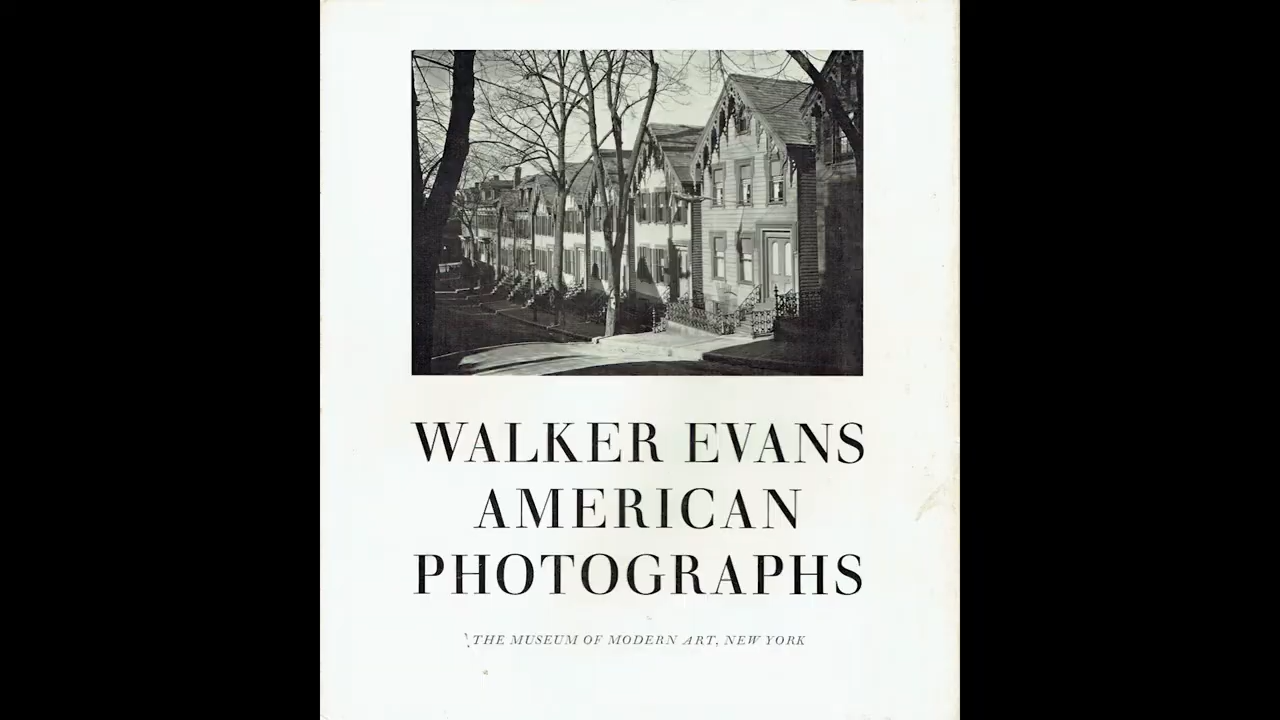 WALKER EVANS
AMERICAN
PHOTOGRAPHS
THE MUSEUM OF MODERN ART, NEW YORK